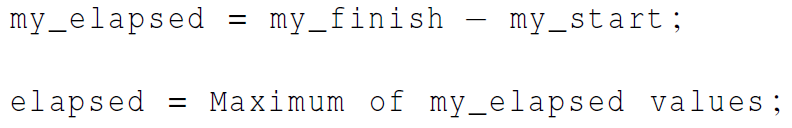 my_elapsed = my_finish − my_start;
elapsed = Maximum of my_elapsed values;